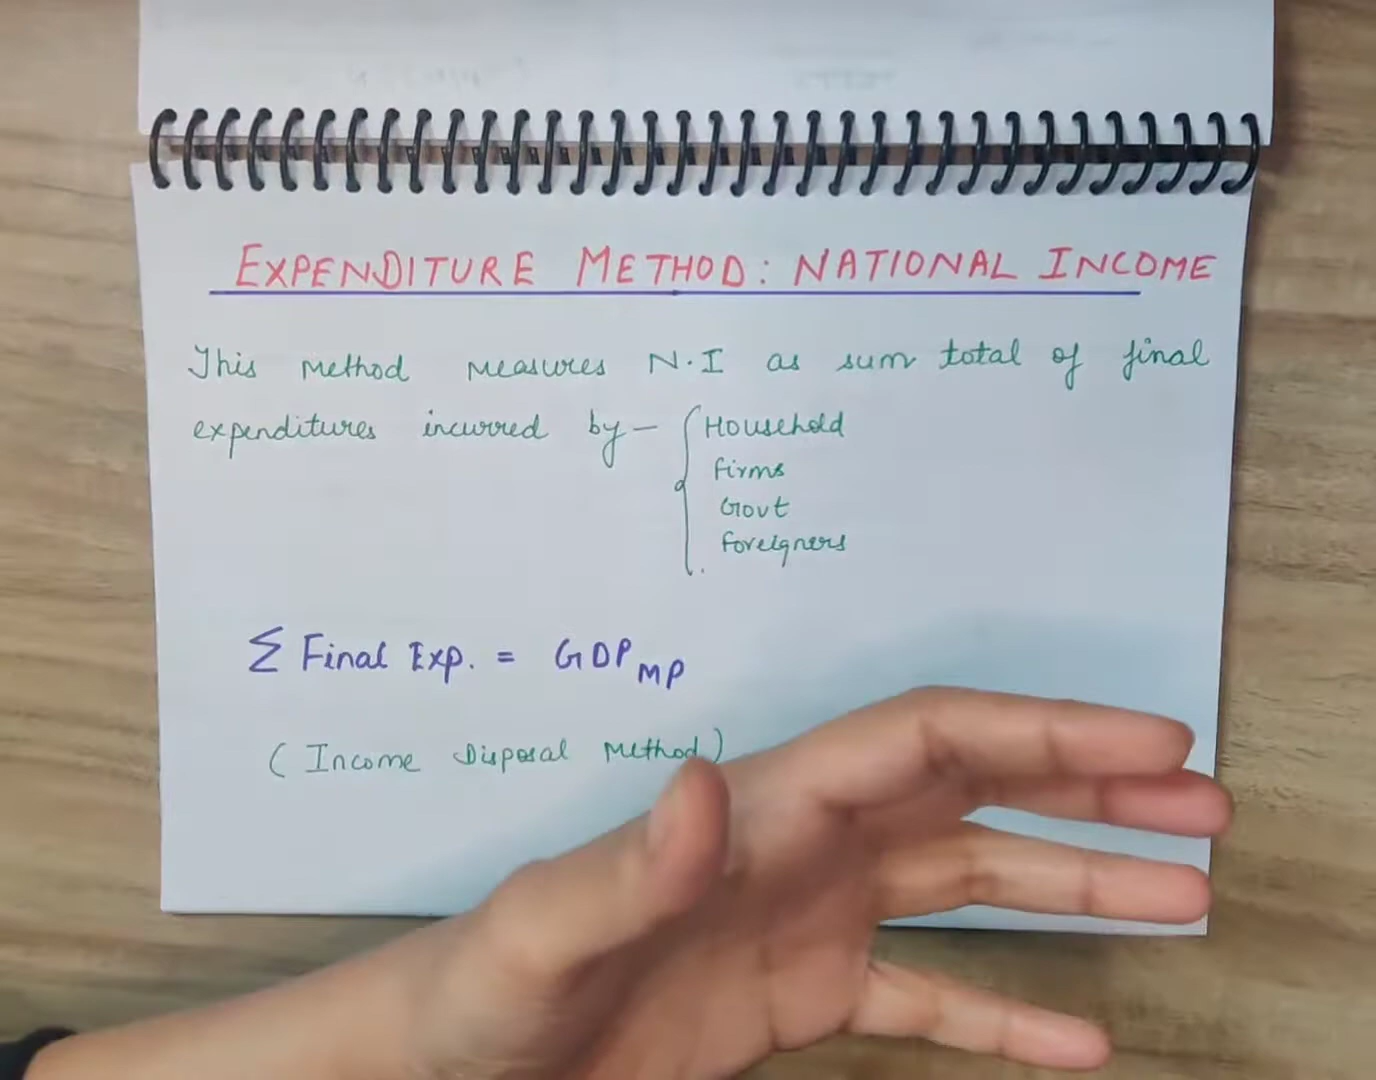 EXPENDITURE METHOD: NATIONAL INCOME
This method measures N.I as sum total of final
expenditures incurred by— Household
firms
Govt
foreigners
Σ Final Exp. = GDP MP
(Income Disposal Method)